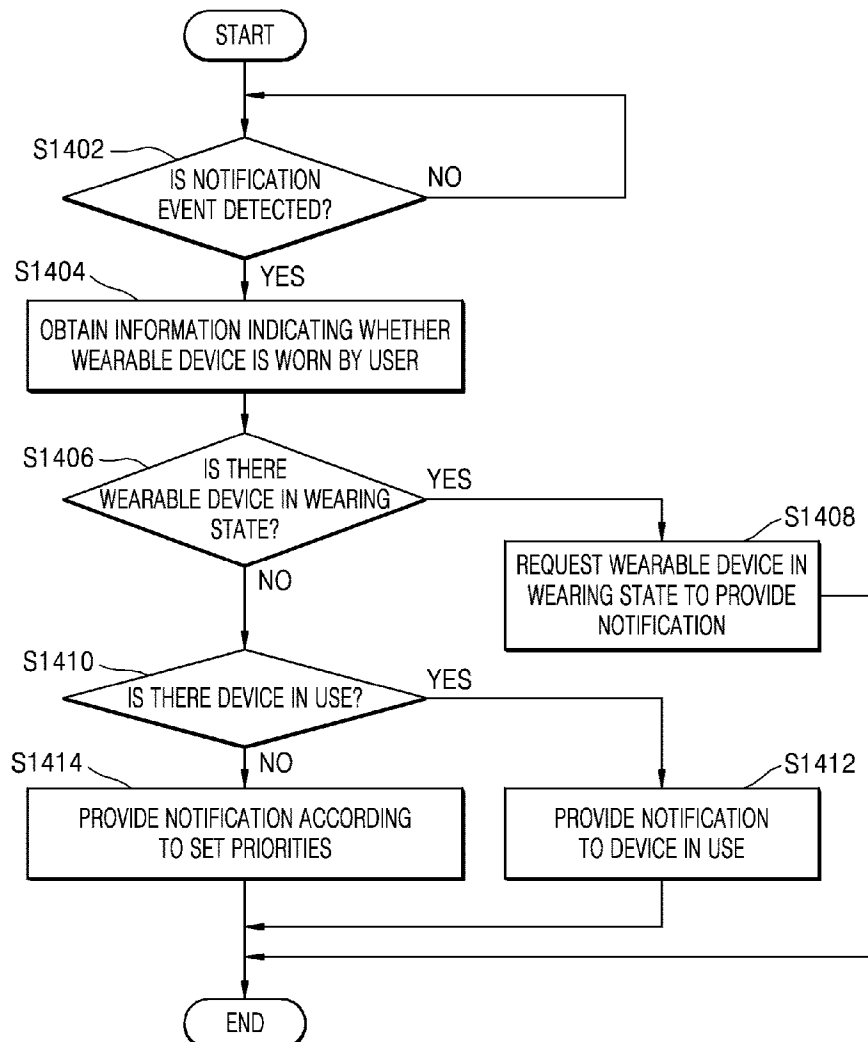 START
S1402
IS NOTIFICATION
EVENT DETECTED?
NO
YES
S1404
OBTAIN INFORMATION INDICATING WHETHER
WEARABLE DEVICE IS WORN BY USER
S1406
IS THERE
WEARABLE DEVICE IN WEARING
STATE?
YES
NO
S1408
REQUEST WEARABLE DEVICE IN
WEARING STATE TO PROVIDE
NOTIFICATION
S1410
IS THERE DEVICE IN USE?
YES
NO
S1414
PROVIDE NOTIFICATION ACCORDING
TO SET PRIORITIES
S1412
PROVIDE NOTIFICATION
TO DEVICE IN USE
END